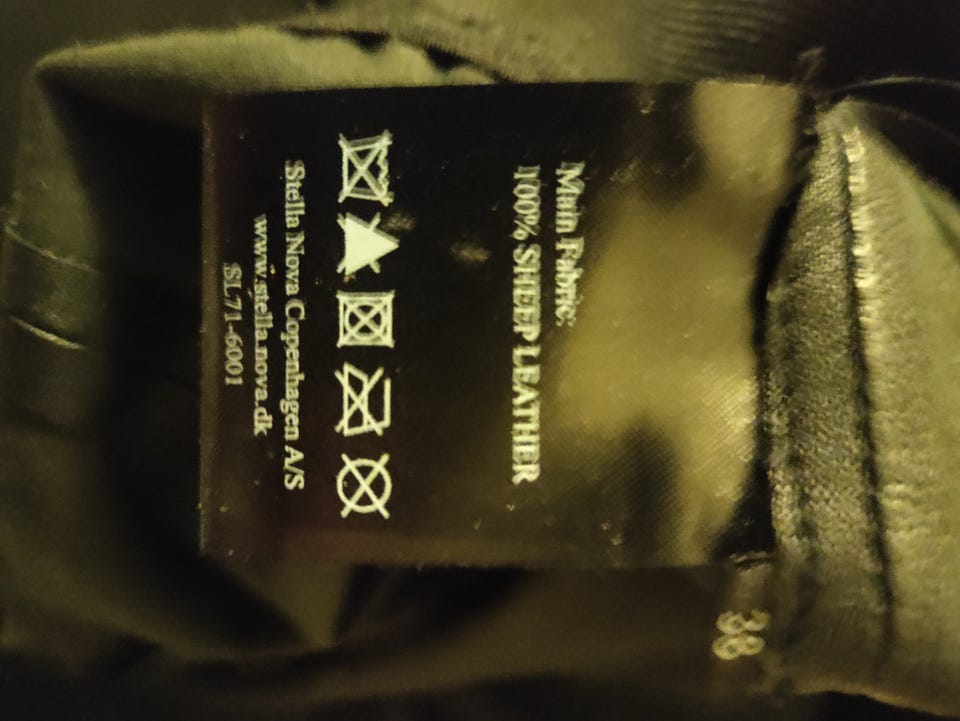 Main Fabric:
100% SHEEP LEATHER
Stella Nova Copenhagen A/S
www.stella.nova.dk
SL71-6001
38